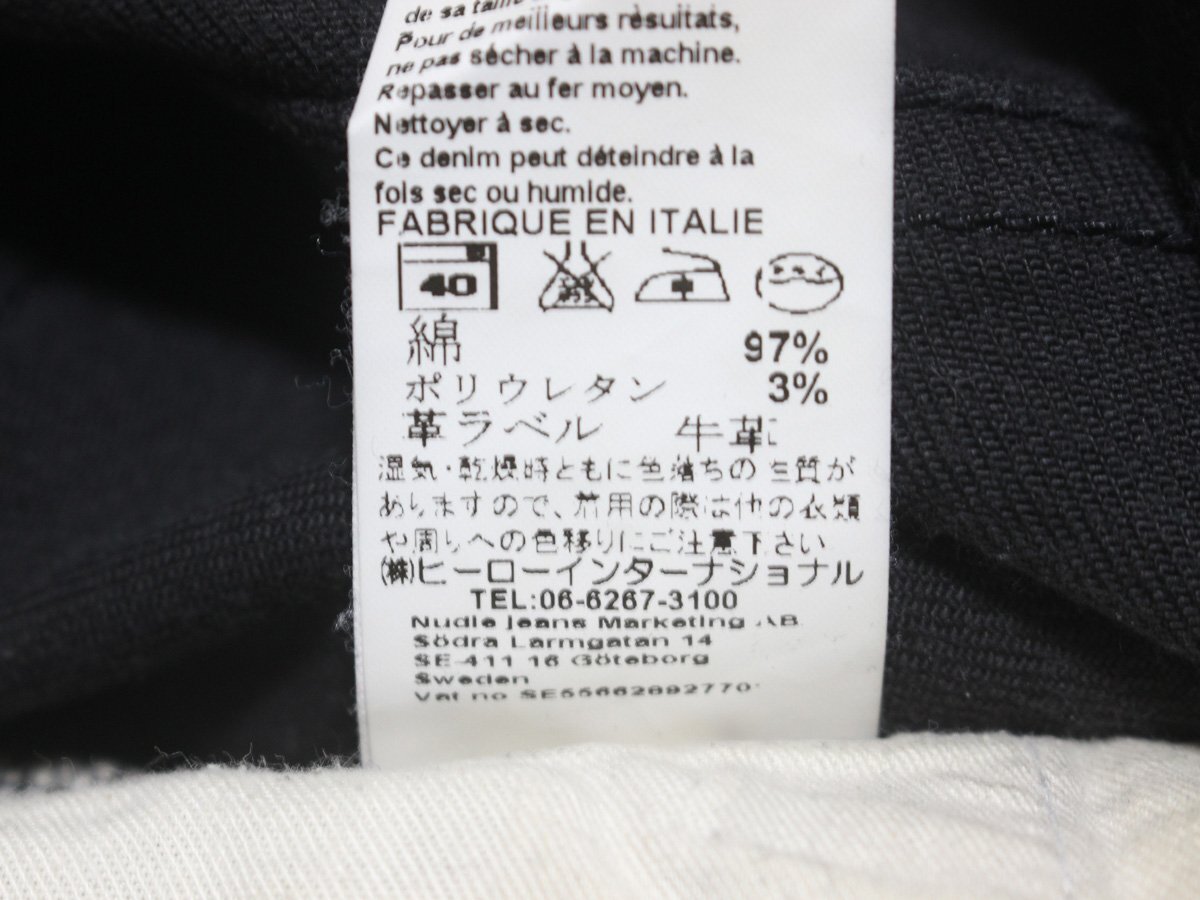 de sa taille
Pour de meilleurs rèsultats,
ne pas sécher à la machine.
Repasser au fer moyen.
Nettoyer à sec.
Ce denim peut déteindre à la
fois sec ou humide.
FABRIQUE EN ITALIE
40
綿 97%
ポリウレタン 3%
革ラベル 牛革
湿気・乾燥時ともに色落ちの性質が
ありますので、着用の際は他の衣類
や周りへの色移りにご注意下さい
㈱ヒーローインターナショナル
TEL:06-6267-3100
Nudie Jeans Marketing AB
Södra Larmgatan 14
SE-411 16 Göteborg
Sweden
Vat no